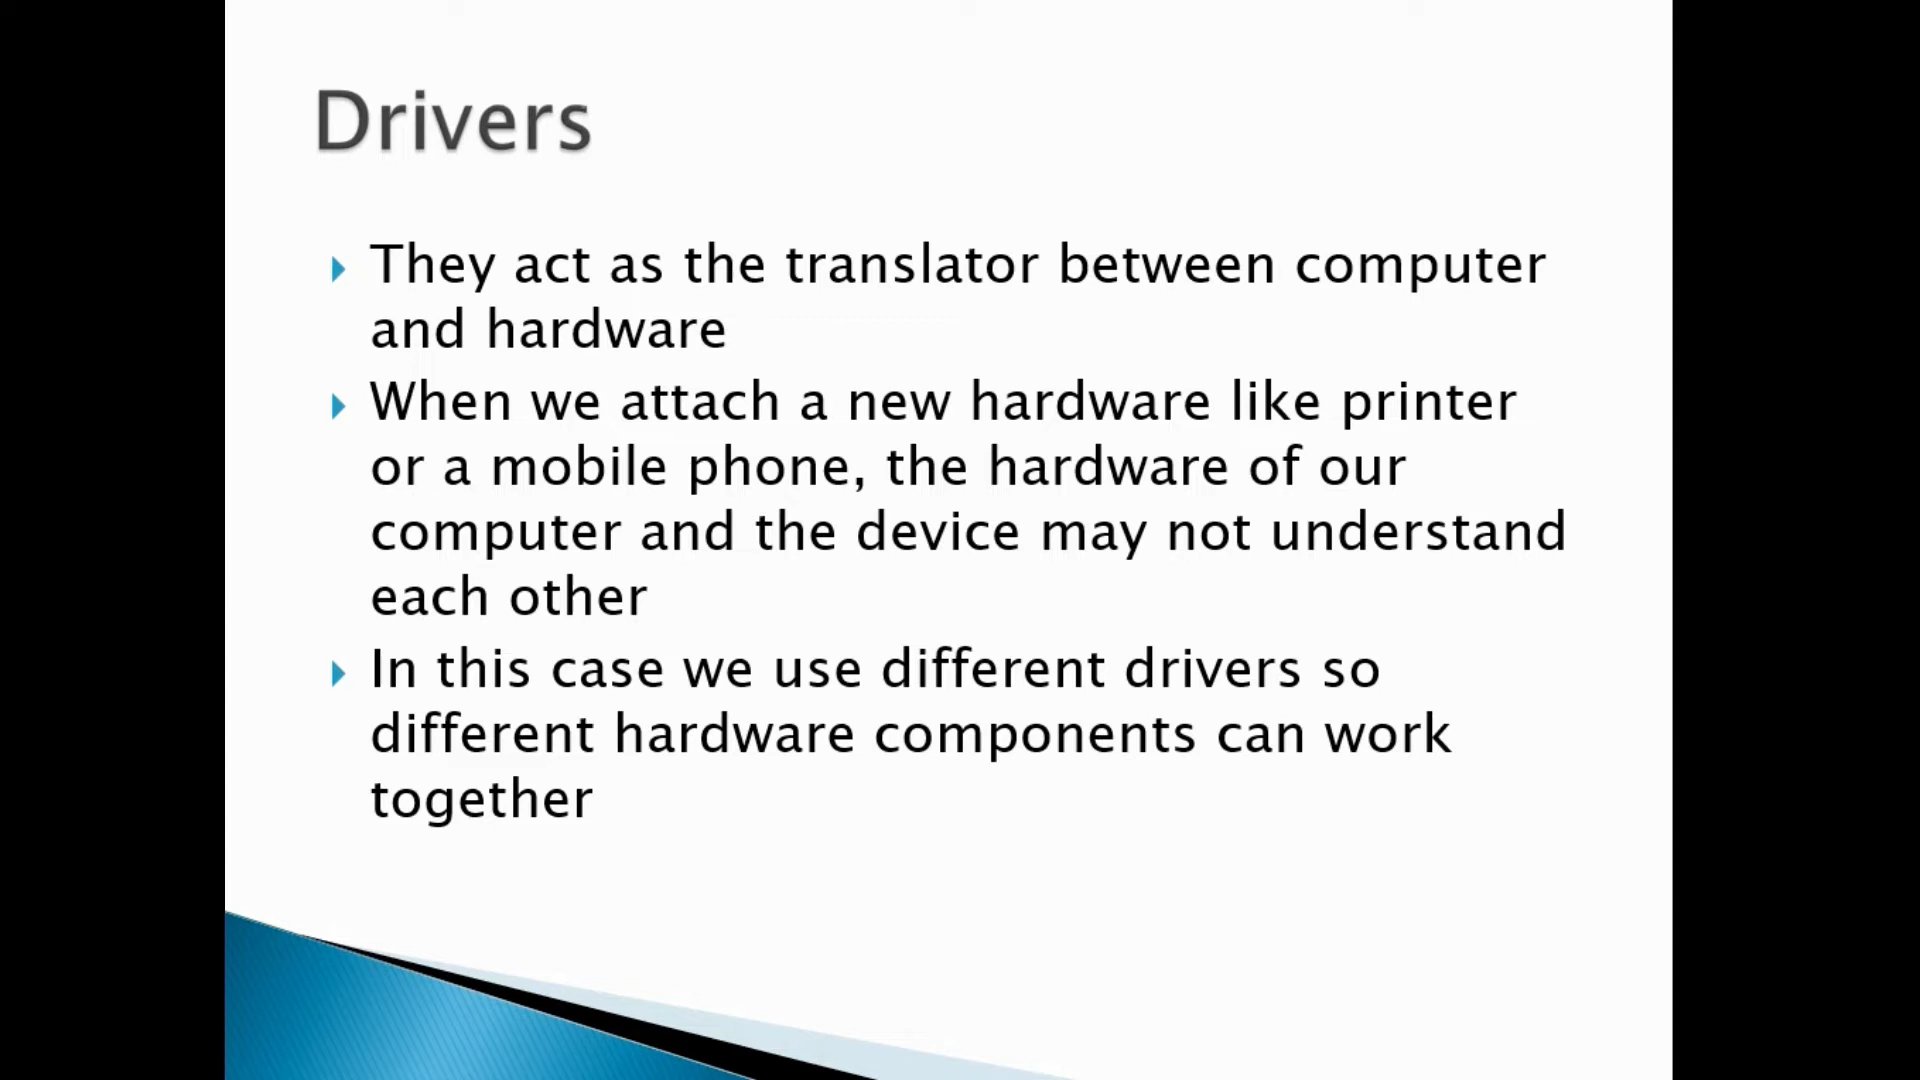 Drivers
They act as the translator between computer
and hardware
When we attach a new hardware like printer
or a mobile phone, the hardware of our
computer and the device may not understand
each other
In this case we use different drivers so
different hardware components can work
together